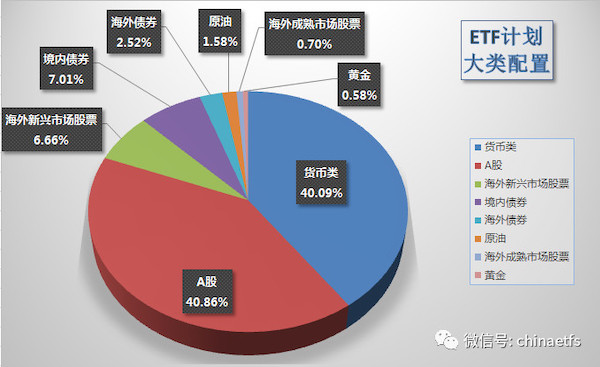 ETF计划
大类配置
海外债券
2.52%
原油
1.58%
海外成熟市场股票
0.70%
境内债券
7.01%
黄金
0.58%
海外新兴市场股票
6.66%
货币类
40.09%
A股
40.86%
货币类
A股
海外新兴市场股票
境内债券
海外债券
原油
海外成熟市场股票
黄金
微信号: chinaetfs